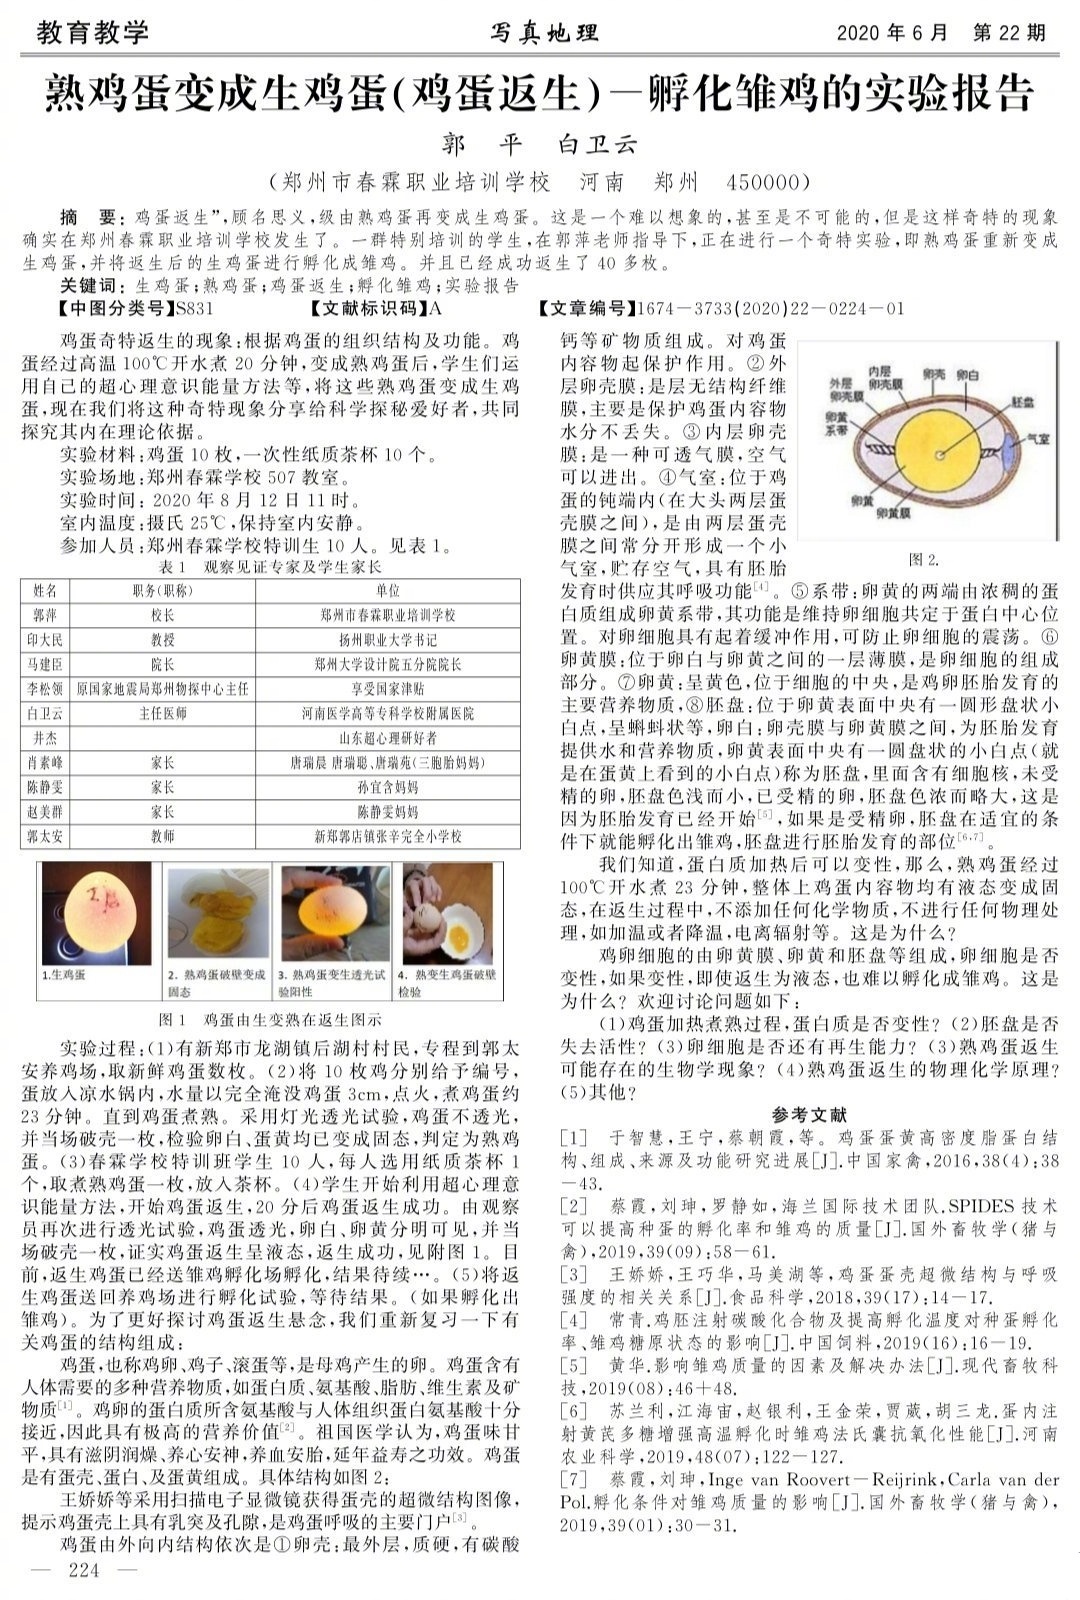 教育教学
写真地理
2020年6月 第22期
熟鸡蛋变成生鸡蛋(鸡蛋返生)—孵化雏鸡的实验报告
郭 平 白卫云
(郑州市春霖职业培训学校 河南 郑州 450000)
摘 要:鸡蛋返生”,顾名思义,级由熟鸡蛋再变成生鸡蛋。这是一个难以想象的,甚至是不可能的,但是这样奇特的现象
确实在郑州春霖职业培训学校发生了。一群特别培训的学生,在郭萍老师指导下,正在进行一个奇特实验,即熟鸡蛋重新变成
生鸡蛋,并将返生后的生鸡蛋进行孵化成雏鸡。并且已经成功返生了40多枚。
关键词:生鸡蛋;熟鸡蛋;鸡蛋返生;孵化雏鸡;实验报告
【中图分类号】S831 【文献标识码】A 【文章编号】1674-3733(2020)22-0224-01
鸡蛋奇特返生的现象:根据鸡蛋的组织结构及功能。鸡
蛋经过高温100℃开水煮20分钟,变成熟鸡蛋后,学生们运
用自己的超心理意识能量方法等,将这些熟鸡蛋变成生鸡
蛋,现在我们将这种奇特现象分享给科学探秘爱好者,共同
探究其内在理论依据。
实验材料:鸡蛋10枚,一次性纸质茶杯10个。
实验场地:郑州春霖学校507教室。
实验时间:2020年8月12日11时。
室内温度:摄氏25℃,保持室内安静。
参加人员:郑州春霖学校特训生10人。见表1。
表1 观察见证专家及学生家长
姓名 职务(职称) 单位
郭萍 校长 郑州市春霖职业培训学校
印大民 教授 扬州职业大学书记
马建臣 院长 郑州大学设计院五分院院长
李松领 原国家地震局郑州物探中心主任 享受国家津贴
白卫云 主任医师 河南医学高等专科学校附属医院
井杰 山东超心理研好者
肖素峰 家长 唐瑞晨 唐瑞聪、唐瑞苑(三胞胎妈妈)
陈静雯 家长 孙宜含妈妈
赵美群 家长 陈静雯妈妈
郭太安 教师 新郑郭店镇张辛完全小学校
1.生鸡蛋
2. 熟鸡蛋破壁变成
固态
3. 熟鸡蛋变生透光试
验阳性
4. 熟变生鸡蛋破壁
检验
图1 鸡蛋由生变熟在返生图示
实验过程:(1)有新郑市龙湖镇后湖村村民,专程到郭太
安养鸡场,取新鲜鸡蛋数枚。(2)将10枚鸡分别给予编号,
蛋放入凉水锅内,水量以完全淹没鸡蛋3cm,点火,煮鸡蛋约
23分钟。直到鸡蛋煮熟。采用灯光透光试验,鸡蛋不透光,
并当场破壳一枚,检验卵白、蛋黄均已变成固态,判定为熟鸡
蛋。(3)春霖学校特训班学生10人,每人选用纸质茶杯1
个,取煮熟鸡蛋一枚,放入茶杯。(4)学生开始利用超心理意
识能量方法,开始鸡蛋返生,20分后鸡蛋返生成功。由观察
员再次进行透光试验,鸡蛋透光,卵白、卵黄分明可见,并当
场破壳一枚,证实鸡蛋返生呈液态,返生成功,见附图1。目
前,返生鸡蛋已经送雏鸡孵化场孵化,结果待续…。(5)将返
生鸡蛋送回养鸡场进行孵化试验,等待结果。(如果孵化出
雏鸡)。为了更好探讨鸡蛋返生悬念,我们重新复习一下有
关鸡蛋的结构组成:
鸡蛋,也称鸡卵、鸡子、滚蛋等,是母鸡产生的卵。鸡蛋含有
人体需要的多种营养物质,如蛋白质、氨基酸、脂肪、维生素及矿
物质[1]。鸡卵的蛋白质所含氨基酸与人体组织蛋白氨基酸十分
接近,因此具有极高的营养价值[2]。祖国医学认为,鸡蛋味甘
平,具有滋阴润燥、养心安神,养血安胎,延年益寿之功效。鸡蛋
是有蛋壳、蛋白、及蛋黄组成。具体结构如图2:
王娇娇等采用扫描电子显微镜获得蛋壳的超微结构图像,
提示鸡蛋壳上具有乳突及孔隙,是鸡蛋呼吸的主要门户[3]。
鸡蛋由外向内结构依次是①卵壳:最外层,质硬,有碳酸
钙等矿物质组成。对鸡蛋
内容物起保护作用。②外
层卵壳膜:是层无结构纤维
膜,主要是保护鸡蛋内容物
水分不丢失。③内层卵壳
膜:是一种可透气膜,空气
可以进出。④气室:位于鸡
蛋的钝端内(在大头两层蛋
壳膜之间),是由两层蛋壳
膜之间常分开形成一个小
气室,贮存空气,具有胚胎
外层
卵壳膜
内层
卵壳膜
卵壳
卵白
卵黄
系带
胚盘
气室
卵黄
卵黄膜
图2.
发育时供应其呼吸功能[4]。⑤系带:卵黄的两端由浓稠的蛋
白质组成卵黄系带,其功能是维持卵细胞共定于蛋白中心位
置。对卵细胞具有起着缓冲作用,可防止卵细胞的震荡。⑥
卵黄膜:位于卵白与卵黄之间的一层薄膜,是卵细胞的组成
部分。⑦卵黄:呈黄色,位于细胞的中央,是鸡卵胚胎发育的
主要营养物质,⑧胚盘:位于卵黄表面中央有一圆形盘状小
白点,呈蝌蚪状等,卵白:卵壳膜与卵黄膜之间,为胚胎发育
提供水和营养物质,卵黄表面中央有一圆盘状的小白点(就
是在蛋黄上看到的小白点)称为胚盘,里面含有细胞核,未受
精的卵,胚盘色浅而小,已受精的卵,胚盘色浓而略大,这是
因为胚胎发育已经开始[5],如果是受精卵,胚盘在适宜的条
件下就能孵化出雏鸡,胚盘进行胚胎发育的部位[6,7]。
我们知道,蛋白质加热后可以变性,那么,熟鸡蛋经过
100℃开水煮23分钟,整体上鸡蛋内容物均有液态变成固
态,在返生过程中,不添加任何化学物质,不进行任何物理处
理,如加温或者降温,电离辐射等。这是为什么?
鸡卵细胞的由卵黄膜、卵黄和胚盘等组成,卵细胞是否
变性,如果变性,即使返生为液态,也难以孵化成雏鸡。这是
为什么?欢迎讨论问题如下:
(1)鸡蛋加热煮熟过程,蛋白质是否变性?(2)胚盘是否
失去活性?(3)卵细胞是否还有再生能力?(3)熟鸡蛋返生
可能存在的生物学现象?(4)熟鸡蛋返生的物理化学原理?
(5)其他?
参考文献
[1] 于智慧,王宁,蔡朝霞,等。鸡蛋蛋黄高密度脂蛋白结
构、组成、来源及功能研究进展[J].中国家禽,2016,38(4):38
-43.
[2] 蔡霞,刘珅,罗静如,海兰国际技术团队.SPIDES技术
可以提高种蛋的孵化率和雏鸡的质量[J].国外畜牧学(猪与
禽),2019,39(09):58-61.
[3] 王娇娇,王巧华,马美湖等,鸡蛋蛋壳超微结构与呼吸
强度的相关关系[J].食品科学,2018,39(17):14-17.
[4] 常青.鸡胚注射碳酸化合物及提高孵化温度对种蛋孵化
率、雏鸡糖原状态的影响[J].中国饲料,2019(16):16-19.
[5] 黄华.影响雏鸡质量的因素及解决办法[J].现代畜牧科
技,2019(08):46+48.
[6] 苏兰利,江海宙,赵银利,王金荣,贾葳,胡三龙.蛋内注
射黄芪多糖增强高温孵化时雏鸡法氏囊抗氧化性能[J].河南
农业科学,2019,48(07):122-127.
[7] 蔡霞,刘珅,Inge van Roovert-Reijrink,Carla van der
Pol.孵化条件对雏鸡质量的影响[J].国外畜牧学(猪与禽),
2019,39(01):30-31.
— 224 —